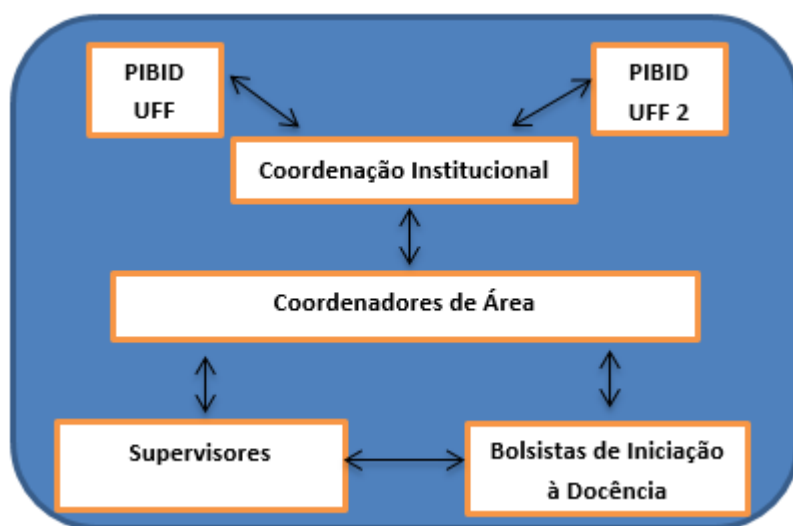 PIBID
UFF
PIBID
UFF 2
Coordenação Institucional
Coordenadores de Área
Supervisores
Bolsistas de Iniciação
à Docência